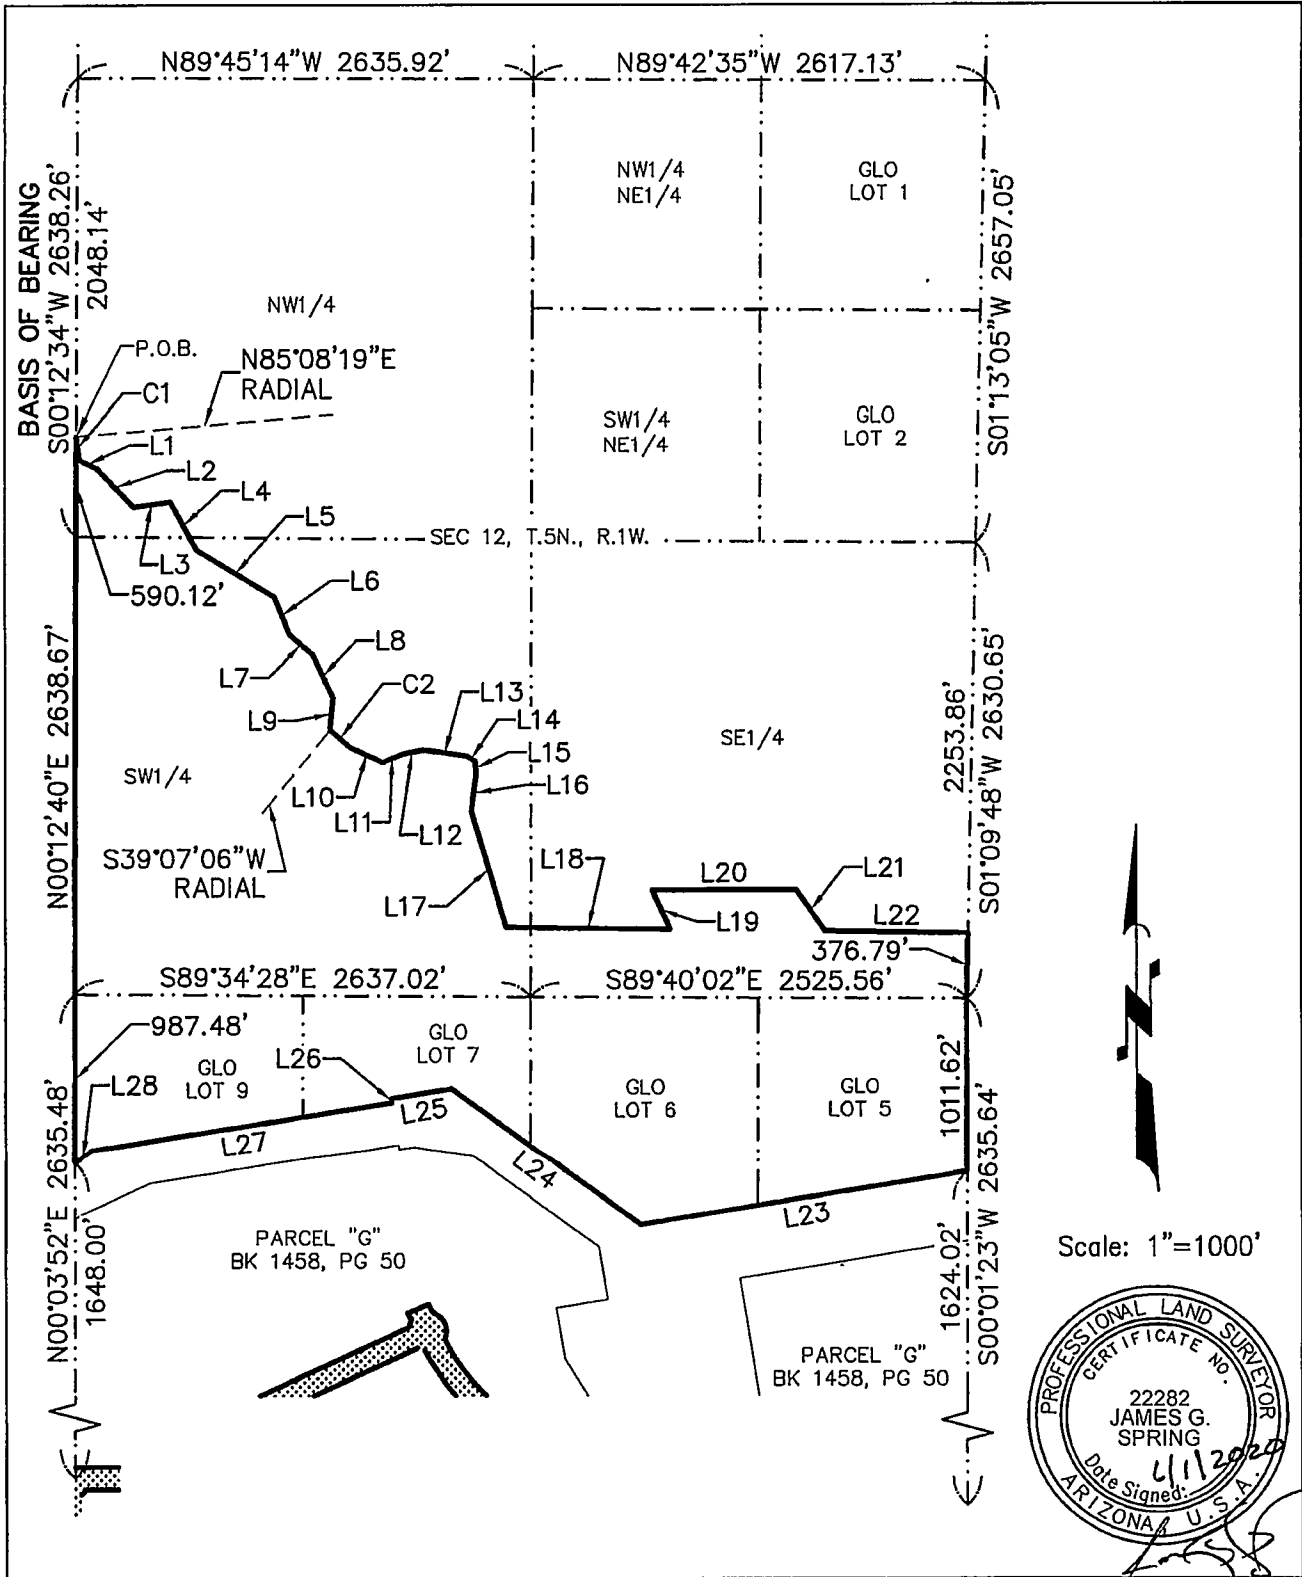 N89°45'14"W 2635.92'
N89°42'35"W 2617.13'
BASIS OF BEARING
S00°12'34"W 2638.26'
2048.14'
NW1/4
NE1/4
GLO
LOT 1
S01°13'05"W 2657.05'
NW1/4
P.O.B.
N85°08'19"E
RADIAL
C1
SW1/4
NE1/4
GLO
LOT 2
L1
L2
L4
L5
SEC 12, T.5N., R.1W.
L3
590.12'
L6
N00°12'40"E 2638.67'
L8
L7
C2
L13
L9
L14
L15
L16
SE1/4
2253.86'
S01°09'48"W 2630.65'
SW1/4
L10
L11
L12
S39°07'06"W
RADIAL
L18
L20
L21
L17
L19
L22
376.79'
S89°34'28"E 2637.02'
S89°40'02"E 2525.56'
987.48'
GLO
LOT 7
L26
L28
GLO
LOT 9
GLO
LOT 6
GLO
LOT 5
1011.62'
L25
L27
L24
L23
N00°03'52"E 2635.48'
1648.00'
1624.02'
S00°01'23"W 2635.64'
PARCEL "G"
BK 1458, PG 50
Scale: 1"=1000'
PARCEL "G"
BK 1458, PG 50
PROFESSIONAL LAND SURVEYOR
CERTIFICATE NO.
22282
JAMES G.
SPRING
Date Signed:
ARIZONA, U.S.A.